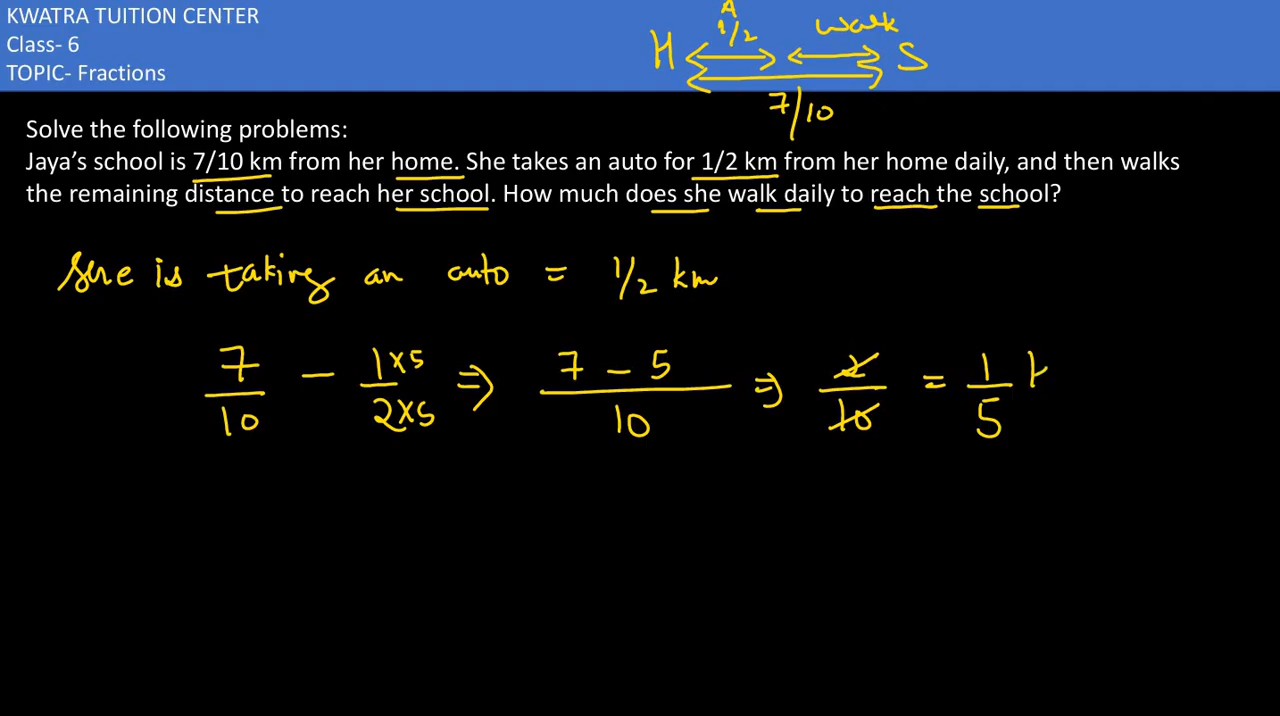 KWATRA TUITION CENTER
Class- 6
TOPIC- Fractions
A
1/2 walk
H S
7/10
Solve the following problems:
Jaya's school is 7/10 km from her home. She takes an auto for 1/2 km from her home daily, and then walks
the remaining distance to reach her school. How much does she walk daily to reach the school?
She is taking an auto = 1/2 km
7/10 - 1×5/2×5 ⇒ 7 - 5/10 ⇒ 2/10 = 1/5 k